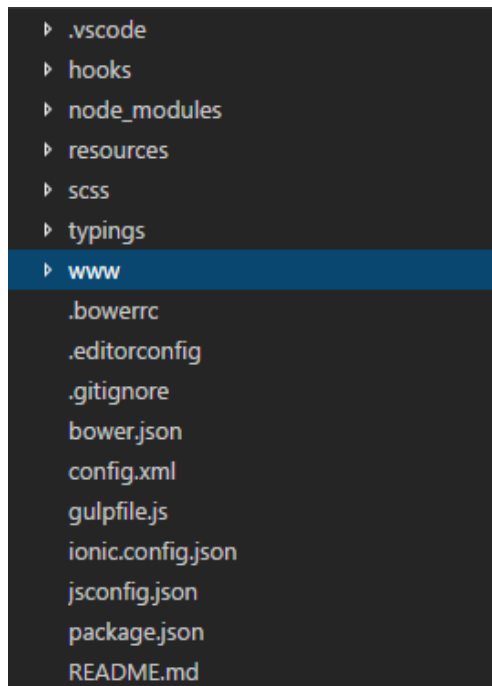 .vscode
hooks
node_modules
resources
scss
typings
www
.bowerrc
.editorconfig
.gitignore
bower.json
config.xml
gulpfile.js
ionic.config.json
jsconfig.json
package.json
README.md